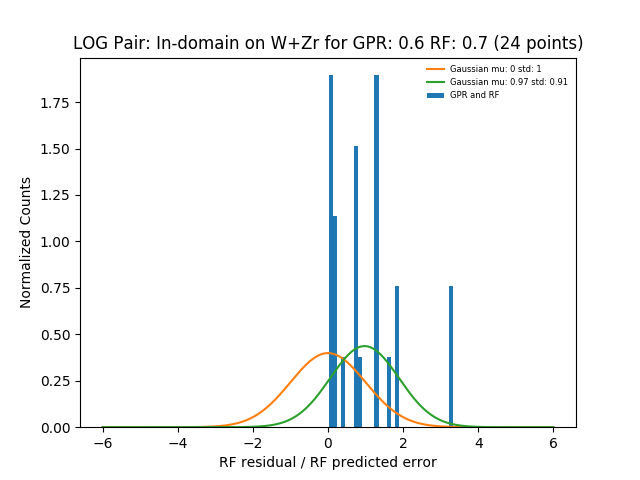 LOG Pair: In-domain on W+Zr for GPR: 0.6 RF: 0.7 (24 points)
Gaussian mu: 0 std: 1
Gaussian mu: 0.97 std: 0.91
GPR and RF
Normalized Counts
1.75
1.50
1.25
1.00
0.75
0.50
0.25
0.00
−6 −4 −2 0 2 4 6
RF residual / RF predicted error